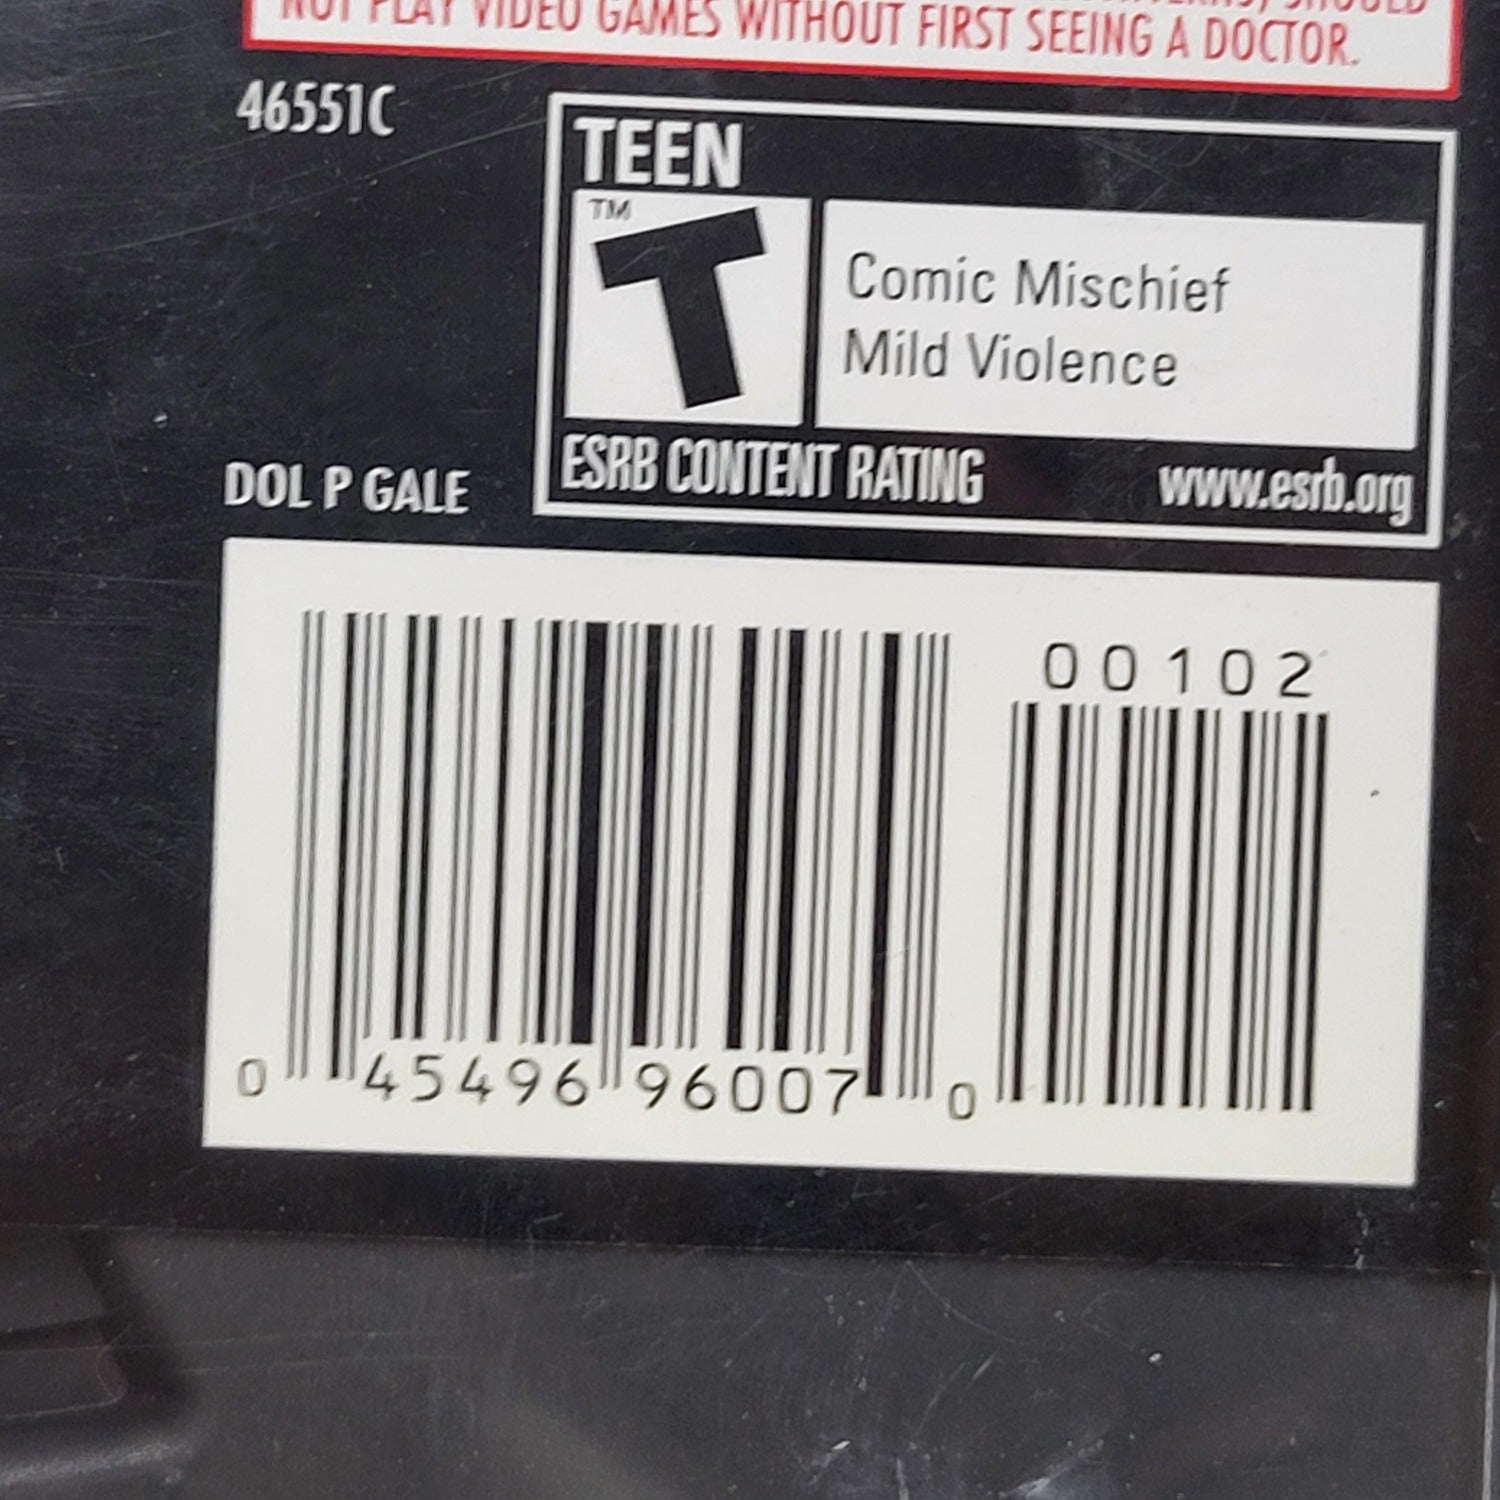 SHOULD
NOT PLAY VIDEO GAMES WITHOUT FIRST SEEING A DOCTOR.
46551C
TEEN
TM
T
Comic Mischief
Mild Violence
ESRB CONTENT RATING www.esrb.org
DOL P GALE
00102
0 45496 96007 0